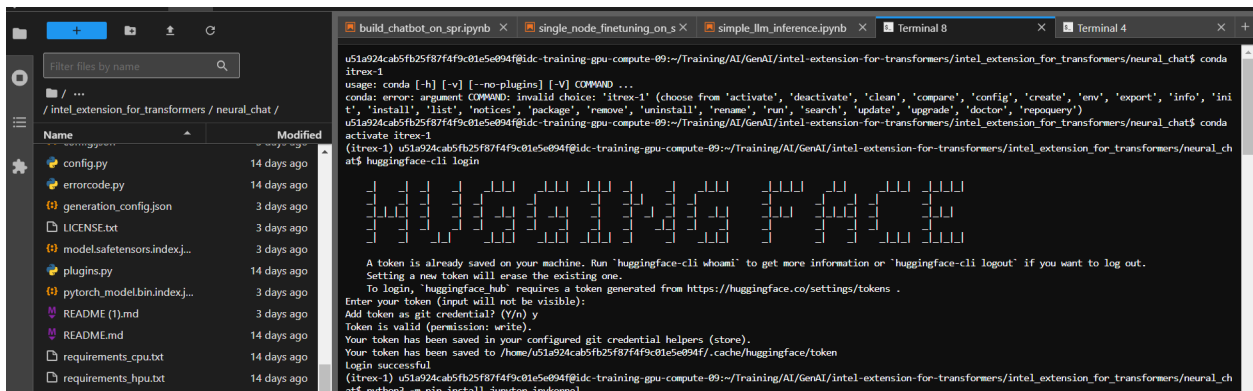 build_chatbot_on_spr.ipynb
single_node_finetuning_on_s
simple_llm_inference.ipynb
Terminal 8
Terminal 4
Filter files by name
/ ...
/ intel_extension_for_transformers / neural_chat /
Name Modified
config.py 14 days ago
errorcode.py 14 days ago
generation_config.json 3 days ago
LICENSE.txt 3 days ago
model.safetensors.index.j... 3 days ago
plugins.py 14 days ago
pytorch_model.bin.index.j... 3 days ago
README (1).md 3 days ago
README.md 14 days ago
requirements_cpu.txt 14 days ago
requirements_hpu.txt 14 days ago
u51a924cab5fb25f87f4f9c01e5e094f@idc-training-gpu-compute-09:~/Training/AI/GenAI/intel-extension-for-transformers/intel_extension_for_transformers/neural_chat$ conda
itrex-1
usage: conda [-h] [-v] [--no-plugins] [-V] COMMAND ...
conda: error: argument COMMAND: invalid choice: 'itrex-1' (choose from 'activate', 'deactivate', 'clean', 'compare', 'config', 'create', 'env', 'export', 'info', 'ini
t', 'install', 'list', 'notices', 'package', 'remove', 'uninstall', 'rename', 'run', 'search', 'update', 'upgrade', 'doctor', 'repoquery')
u51a924cab5fb25f87f4f9c01e5e094f@idc-training-gpu-compute-09:~/Training/AI/GenAI/intel-extension-for-transformers/intel_extension_for_transformers/neural_chat$ conda
activate itrex-1
(itrex-1) u51a924cab5fb25f87f4f9c01e5e094f@idc-training-gpu-compute-09:~/Training/AI/GenAI/intel-extension-for-transformers/intel_extension_for_transformers/neural_ch
at$ huggingface-cli login
HUGGING FACE
A token is already saved on your machine. Run `huggingface-cli whoami` to get more information or `huggingface-cli logout` if you want to log out.
Setting a new token will erase the existing one.
To login, `huggingface_hub` requires a token generated from https://huggingface.co/settings/tokens .
Enter your token (input will not be visible):
Add token as git credential? (Y/n) y
Token is valid (permission: write).
Your token has been saved in your configured git credential helpers (store).
Your token has been saved to /home/u51a924cab5fb25f87f4f9c01e5e094f/.cache/huggingface/token
Login successful
(itrex-1) u51a924cab5fb25f87f4f9c01e5e094f@idc-training-gpu-compute-09:~/Training/AI/GenAI/intel-extension-for-transformers/intel_extension_for_transformers/neural_ch